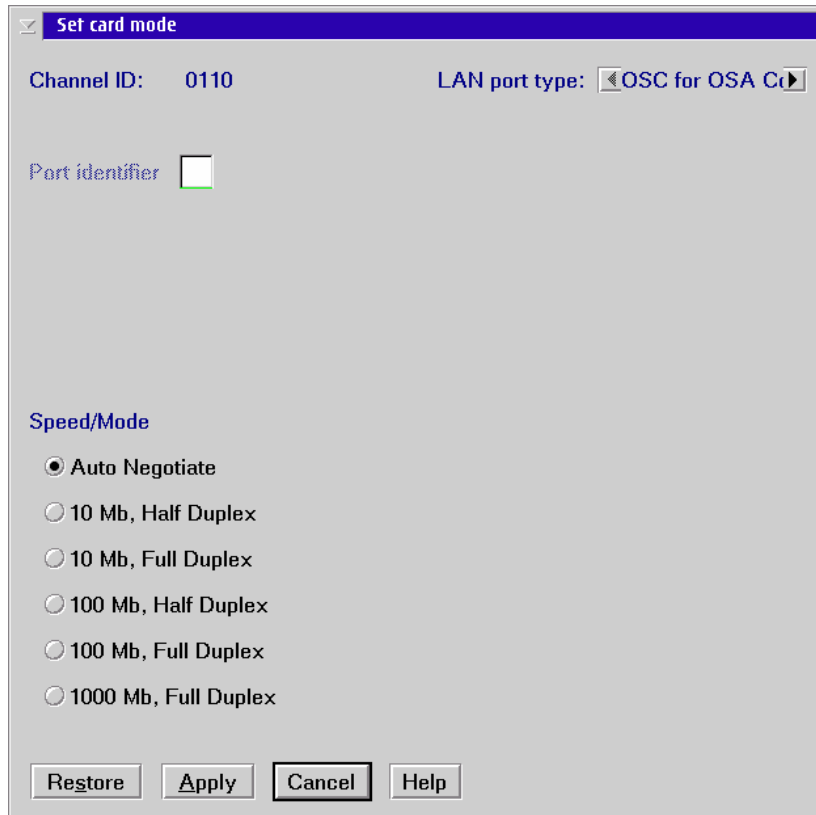 Set card mode
Channel ID: 0110 LAN port type: OSC for OSA
Port identifier
Speed/Mode
Auto Negotiate
10 Mb, Half Duplex
10 Mb, Full Duplex
100 Mb, Half Duplex
100 Mb, Full Duplex
1000 Mb, Full Duplex
Restore Apply Cancel Help